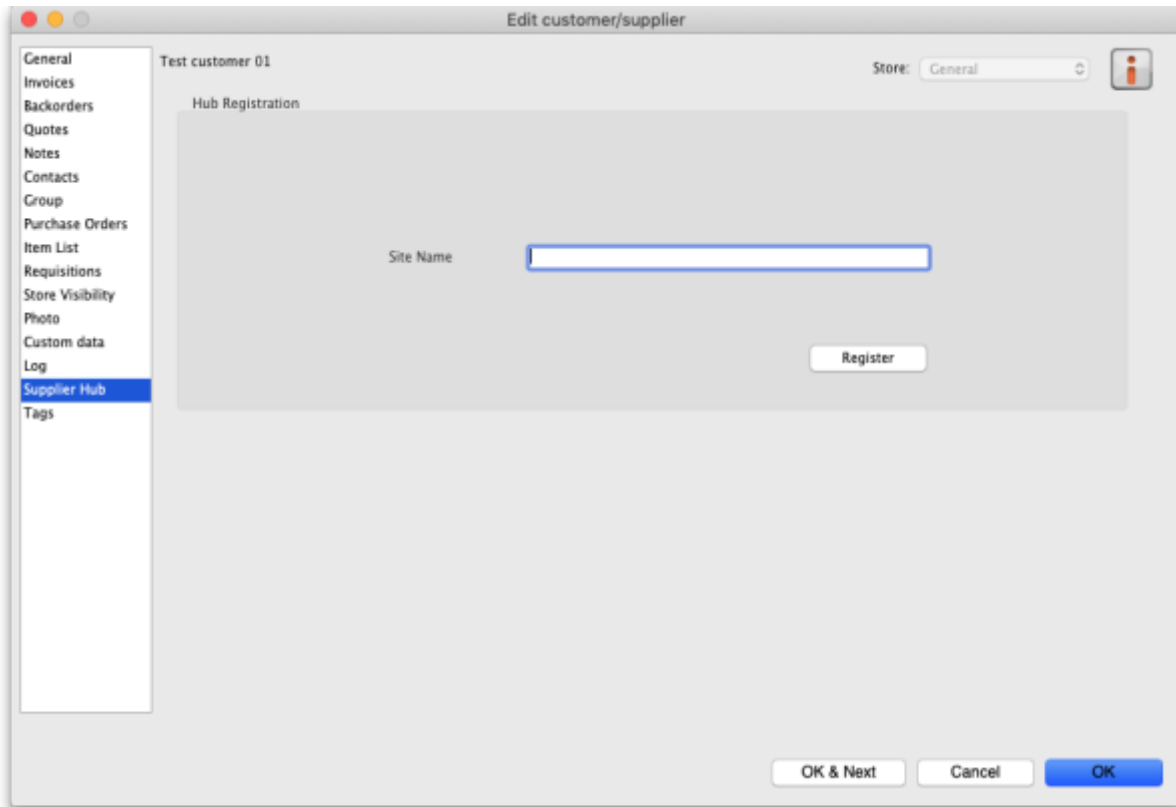 Edit customer/supplier
General
Invoices
Backorders
Quotes
Notes
Contacts
Group
Purchase Orders
Item List
Requisitions
Store Visibility
Photo
Custom data
Log
Supplier Hub
Tags
Test customer 01
Store: General
Hub Registration
Site Name
Register
OK & Next Cancel OK